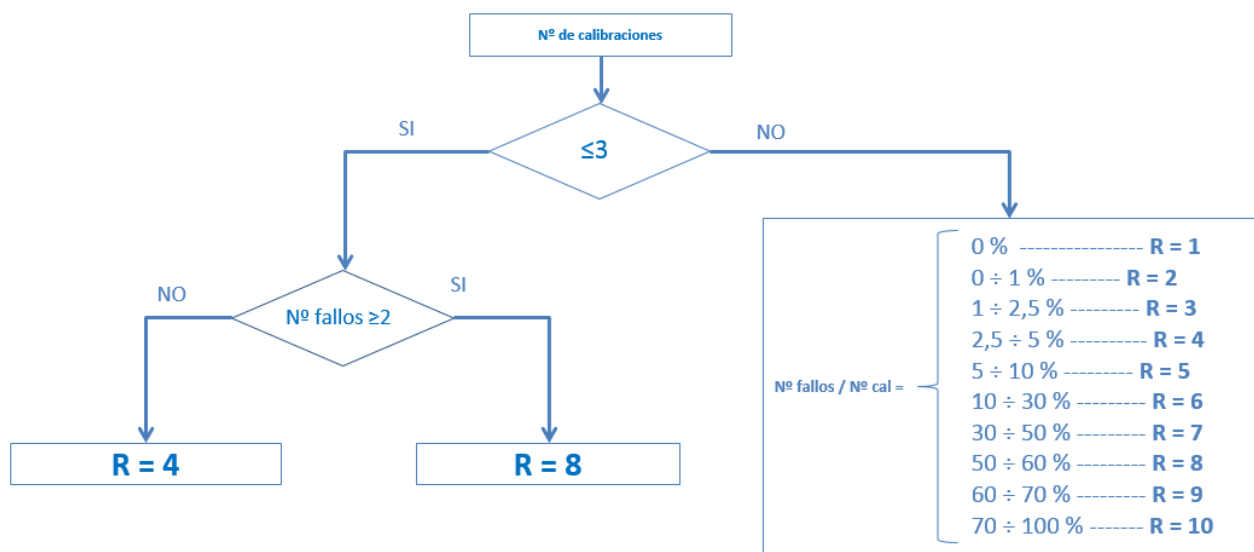 Nº de calibraciones
≤3
SI
NO
Nº fallos ≥2
NO
SI
R = 4
R = 8
Nº fallos / Nº cal =
0 % ---------------- R = 1
0 ÷ 1 % --------- R = 2
1 ÷ 2,5 % --------- R = 3
2,5 ÷ 5 % ---------- R = 4
5 ÷ 10 % --------- R = 5
10 ÷ 30 % --------- R = 6
30 ÷ 50 % --------- R = 7
50 ÷ 60 % --------- R = 8
60 ÷ 70 % --------- R = 9
70 ÷ 100 % ------- R = 10